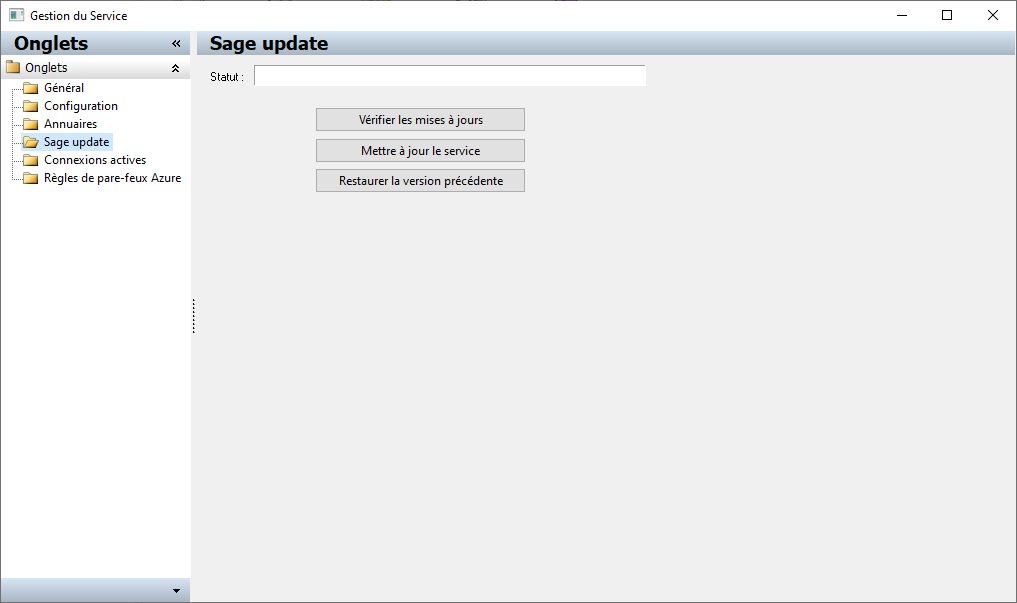 Gestion du Service
Onglets
Onglets
Général
Configuration
Annuaires
Sage update
Connexions actives
Règles de pare-feux Azure
Sage update
Statut :
Vérifier les mises à jours
Mettre à jour le service
Restaurer la version précédente